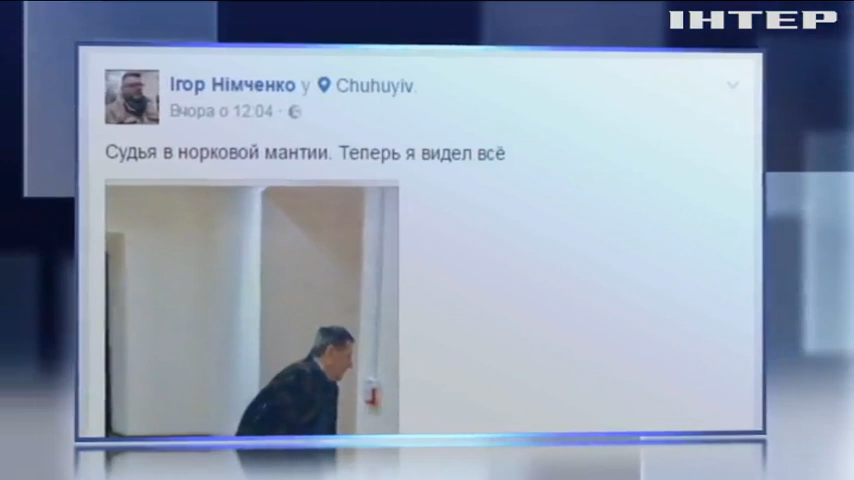 ІНТЕР
Ігор Німченко у Chuhuyiv.
Вчора о 12:04 ·
Судья в норковой мантии. Теперь я видел всё